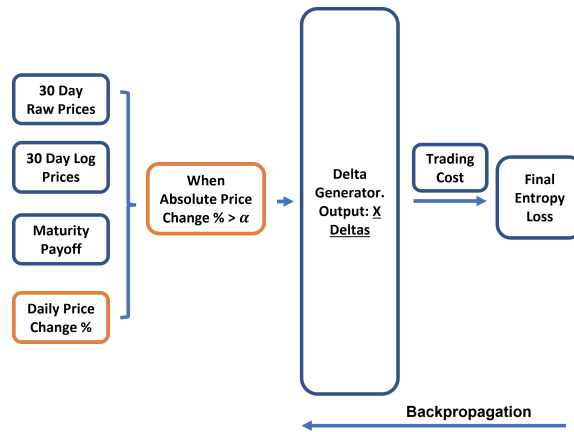 30 Day
Raw Prices
30 Day Log
Prices
Maturity
Payoff
Daily Price
Change %
When
Absolute Price
Change % > α
Delta
Generator.
Output: X
Deltas
Trading
Cost
Final
Entropy
Loss
Backpropagation